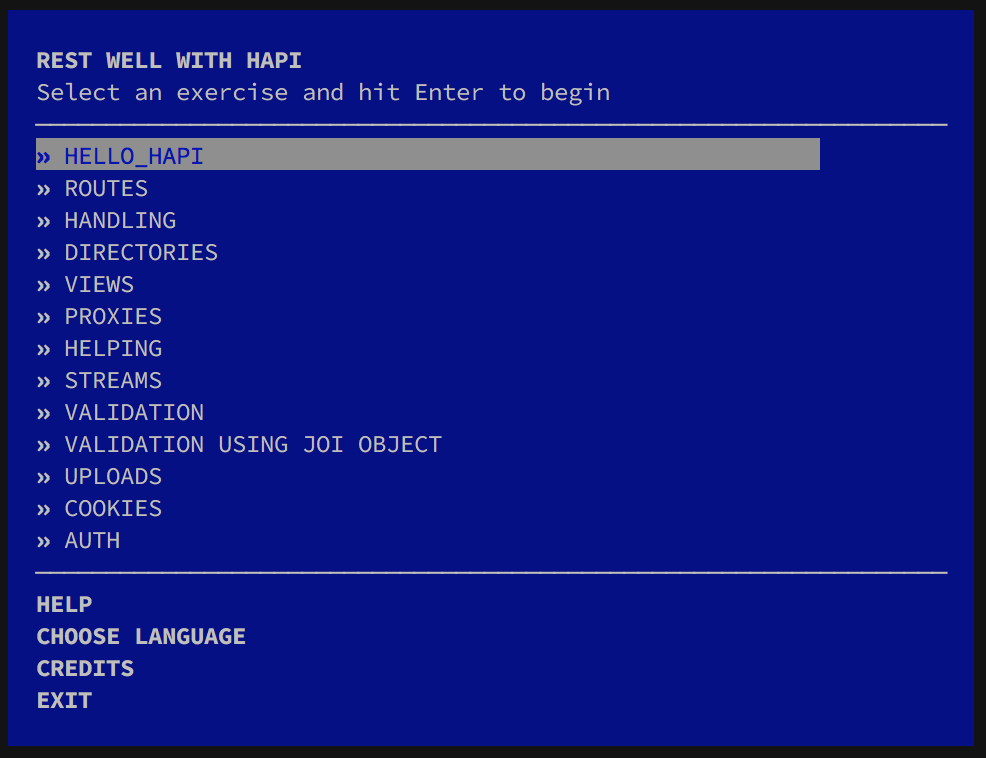 REST WELL WITH HAPI
Select an exercise and hit Enter to begin
» HELLO_HAPI
» ROUTES
» HANDLING
» DIRECTORIES
» VIEWS
» PROXIES
» HELPING
» STREAMS
» VALIDATION
» VALIDATION USING JOI OBJECT
» UPLOADS
» COOKIES
» AUTH
HELP
CHOOSE LANGUAGE
CREDITS
EXIT